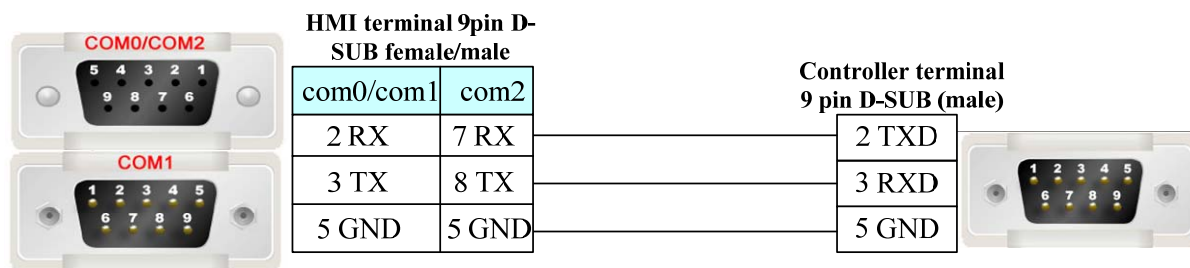 COM0/COM2
5 4 3 2 1
9 8 7 6
COM1
1 2 3 4 5
6 7 8 9
HMI terminal 9pin D-
SUB female/male
com0/com1 com2
2 RX 7 RX
3 TX 8 TX
5 GND 5 GND
Controller terminal
9 pin D-SUB (male)
2 TXD
3 RXD
5 GND
1 2 3 4 5
6 7 8 9